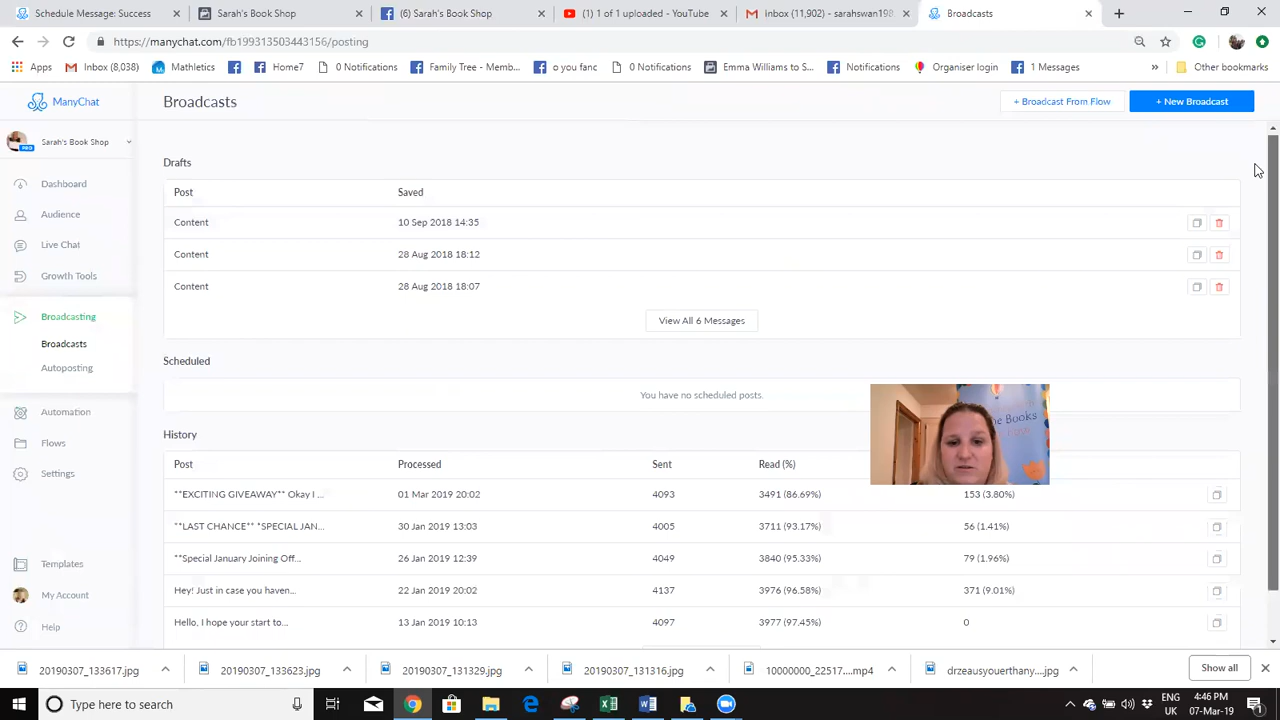 Schedule Message: Success
Sarah's Book Shop
(6) Sarah's Book Shop
(1) 1 of 1 uploaded - YouTube
Inbox (11,902) - sarahswan198
Broadcasts
https://manychat.com/fb199313503443156/posting
Apps
Inbox (8,038)
Mathletics
Home7
0 Notifications
Family Tree - Memb...
o you fanc
0 Notifications
Emma Williams to S...
Notifications
Organiser login
1 Messages
»
Other bookmarks
ManyChat
Broadcasts
+ Broadcast From Flow
+ New Broadcast
Sarah's Book Shop
PRO
Dashboard
Audience
Live Chat
Growth Tools
Broadcasting
Broadcasts
Autoposting
Automation
Flows
Settings
Templates
My Account
Help
Drafts
Post Saved
Content 10 Sep 2018 14:35
Content 28 Aug 2018 18:12
Content 28 Aug 2018 18:07
View All 6 Messages
Scheduled
You have no scheduled posts.
History
Post Processed Sent Read (%)
**EXCITING GIVEAWAY** Okay I ... 01 Mar 2019 20:02 4093 3491 (86.69%) 153 (3.80%)
**LAST CHANCE** *SPECIAL JAN... 30 Jan 2019 13:03 4005 3711 (93.17%) 56 (1.41%)
**Special January Joining Off... 26 Jan 2019 12:39 4049 3840 (95.33%) 79 (1.96%)
Hey! Just in case you haven... 22 Jan 2019 20:02 4137 3976 (96.58%) 371 (9.01%)
Hello, I hope your start to... 13 Jan 2019 10:13 4097 3977 (97.45%) 0
Books
20190307_133617.jpg
20190307_133623.jpg
20190307_131329.jpg
20190307_131316.jpg
10000000_22517....mp4
drzeausyouerthany....jpg
Show all
Type here to search
ENG
UK
4:46 PM
07-Mar-19